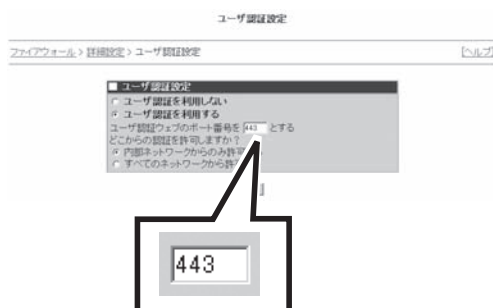 ユーザ認証設定
ファイアウォール > 詳細設定 > ユーザ認証設定 [ヘルプ]
■ ユーザ認証設定
ユーザ認証を利用しない
ユーザ認証を利用する
ユーザ認証ウェブのポート番号を 443 とする
どこからの認証を許可しますか?
内部ネットワークからのみ許可
すべてのネットワークから許
443